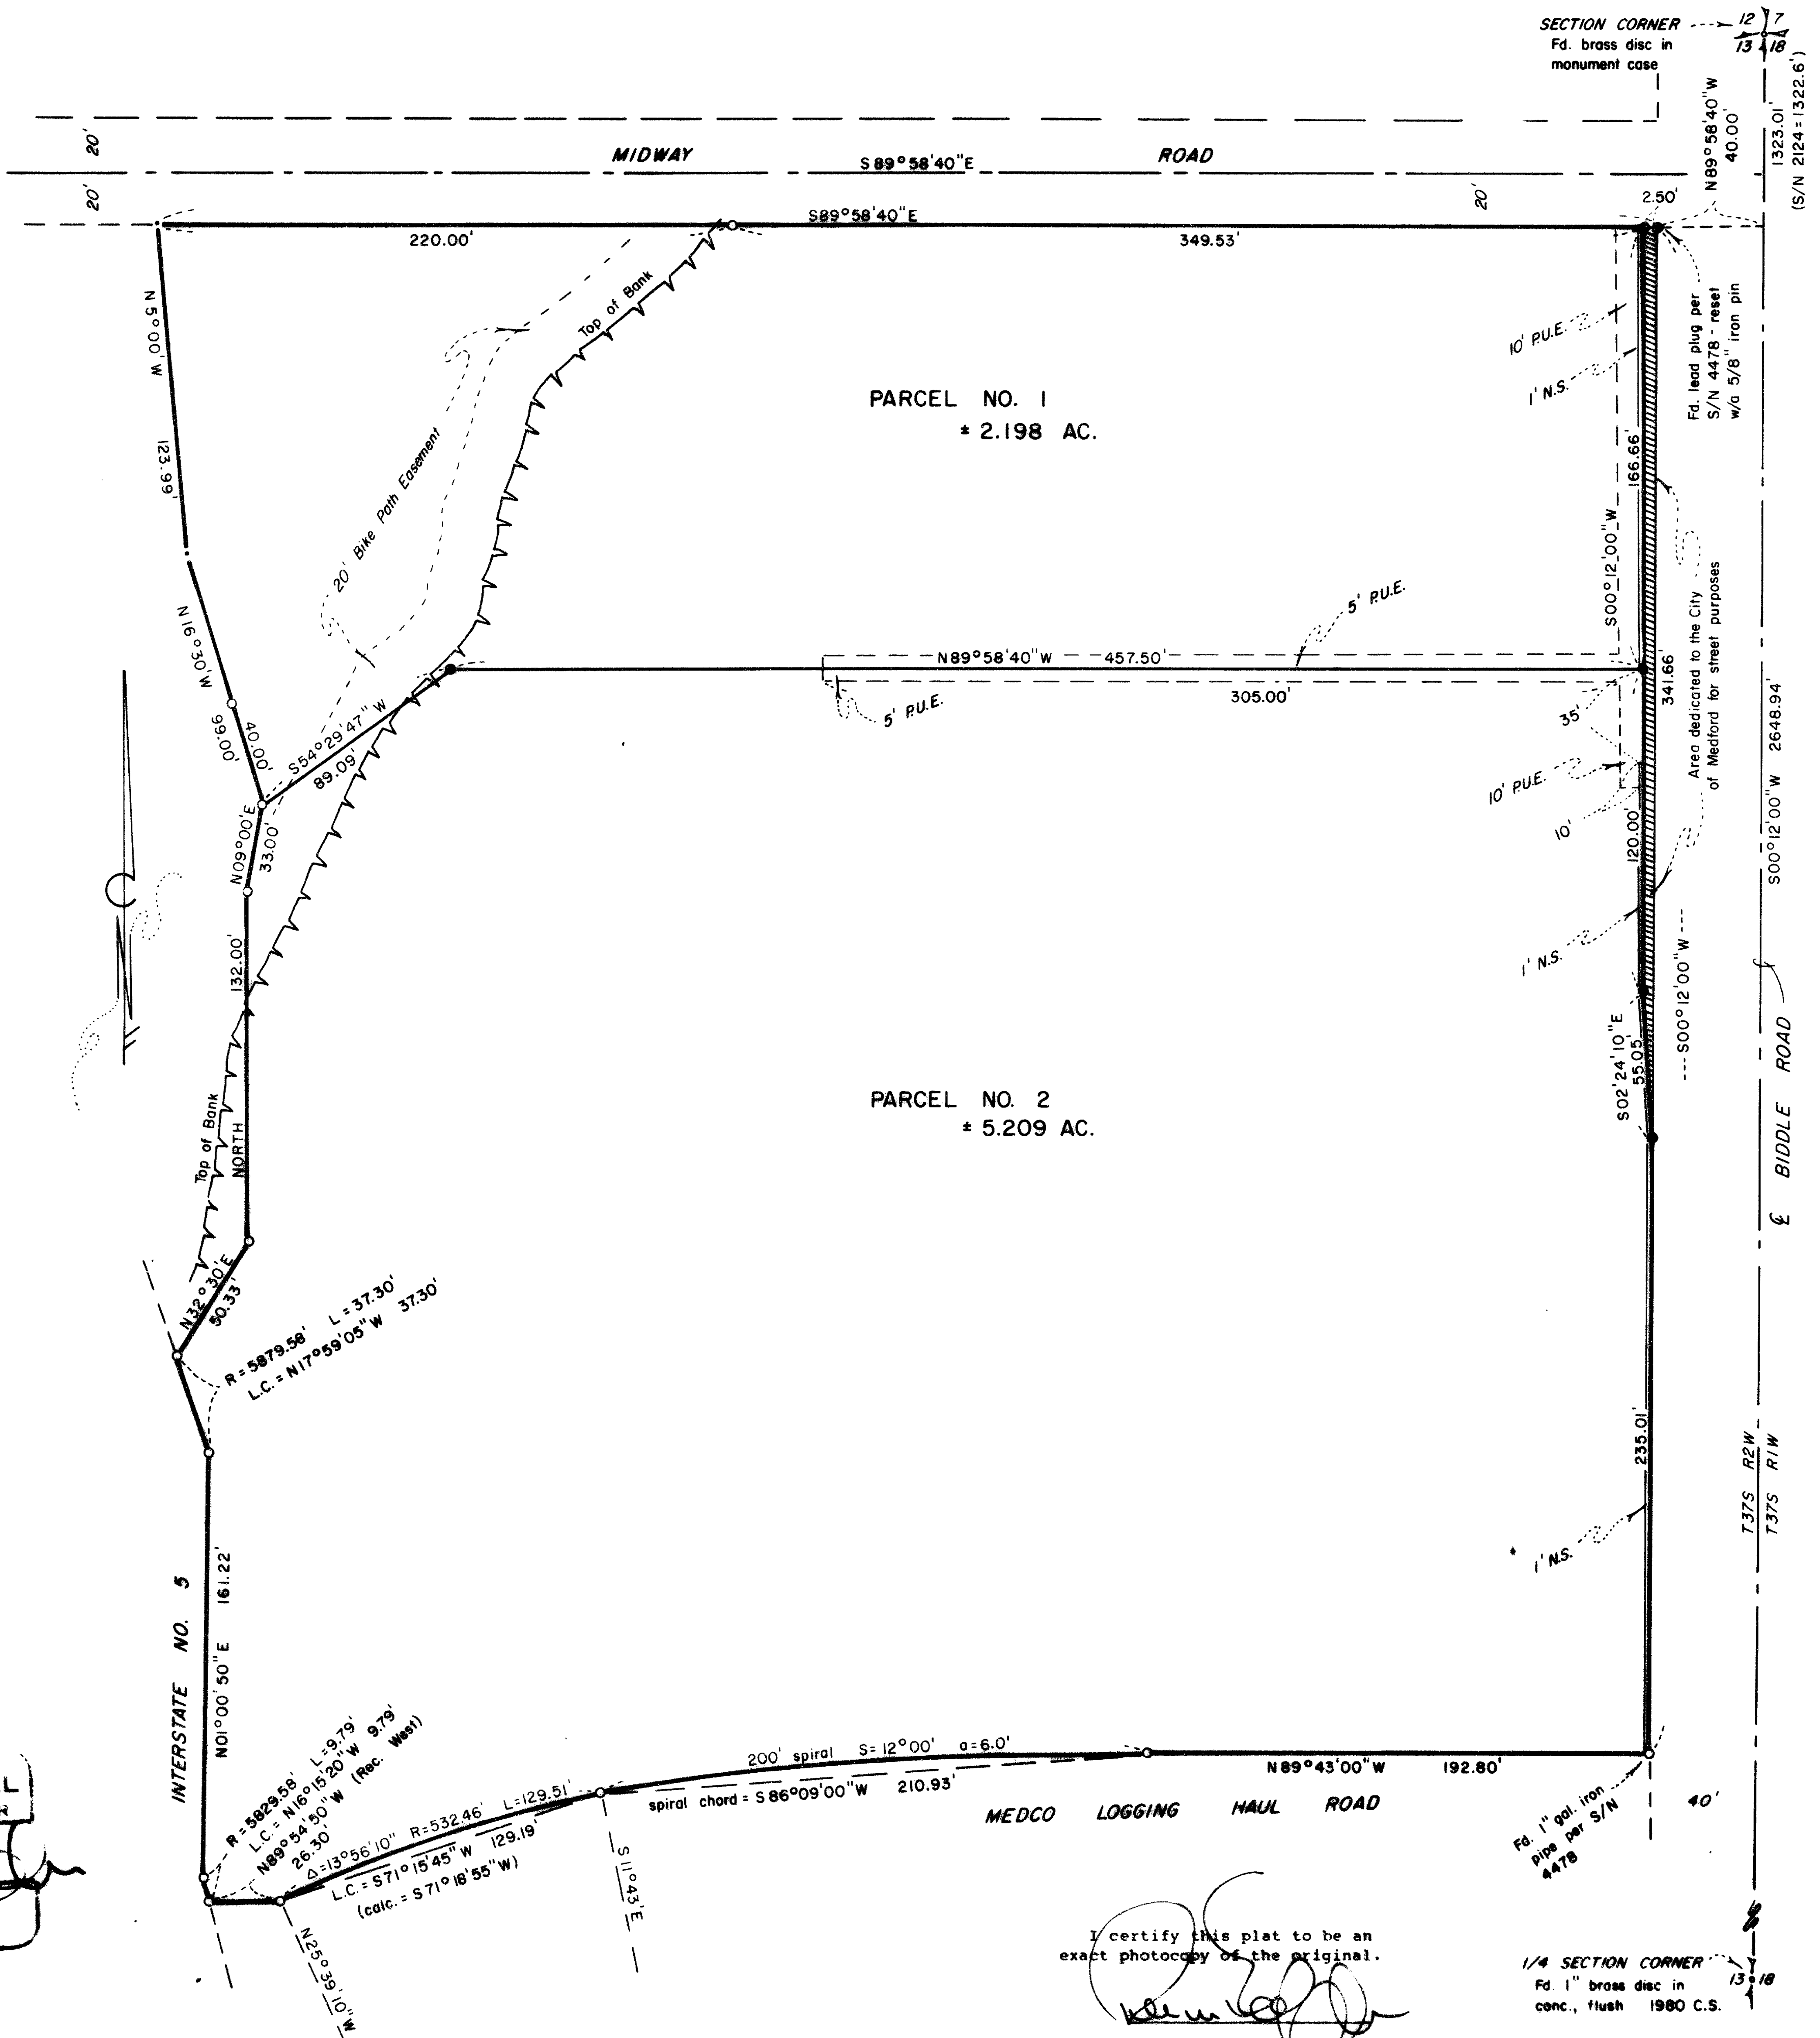 SECTION CORNER
Fd. brass disc in
monument case
12 7
13 18
N89°58'40"W
40.00'
1323.01'
(S/N 2124=1322.6')
20'
20'
MIDWAY ROAD
S89°58'40"E
20'
2.50'
S89°58'40"E
220.00'
349.53'
N5°00'W
123.99'
Top of Bank
20' Bike Path Easement
PARCEL NO. 1
± 2.198 AC.
10' P.U.E.
1' N.S.
Fd. lead plug per
S/N 4478 - reset
w/a 5/8" iron pin
166.66'
S00°12'00"W
N16°30'W
99.00'
40.00'
S54°29'47"W
89.09'
5' P.U.E.
N89°58'40"W 457.50'
5' P.U.E.
305.00'
341.66'
35'
10' P.U.E.
10'
120.00'
Area dedicated to the City
of Medford for street purposes
S00°12'00"W 2648.94'
N09°00'E
33.00'
132.00'
NORTH
Top of Bank
1' N.S.
S02°24'10"E
55.05'
S00°12'00"W
PARCEL NO. 2
± 5.209 AC.
BIDDLE ROAD
N32°30'E
50.33'
R=5879.58' L=37.30'
L.C.=N17°59'05"W 37.30'
235.01'
T37S R2W
T37S R1W
1' N.S.
INTERSTATE NO. 5
N01°00'50"E 161.22'
R=5829.58' L=9.79'
L.C.=N16°15'20"W 9.79'
N89°54'50"W (Rec. West)
26.30'
Δ=13°56'10" R=532.46' L=129.51'
L.C.=S71°15'45"W 129.19'
(calc.=S71°18'55"W)
200' spiral S=12°00' a=6.0'
spiral chord = S86°09'00"W 210.93'
N89°43'00"W 192.80'
MEDCO LOGGING HAUL ROAD
40'
Fd. 1" gal. iron
pipe per S/N
4478
S11°43'E
N25°39'10"W
I certify this plat to be an
exact photocopy of the original.
1/4 SECTION CORNER
Fd. 1" brass disc in
conc., flush 1980 C.S.
13 18